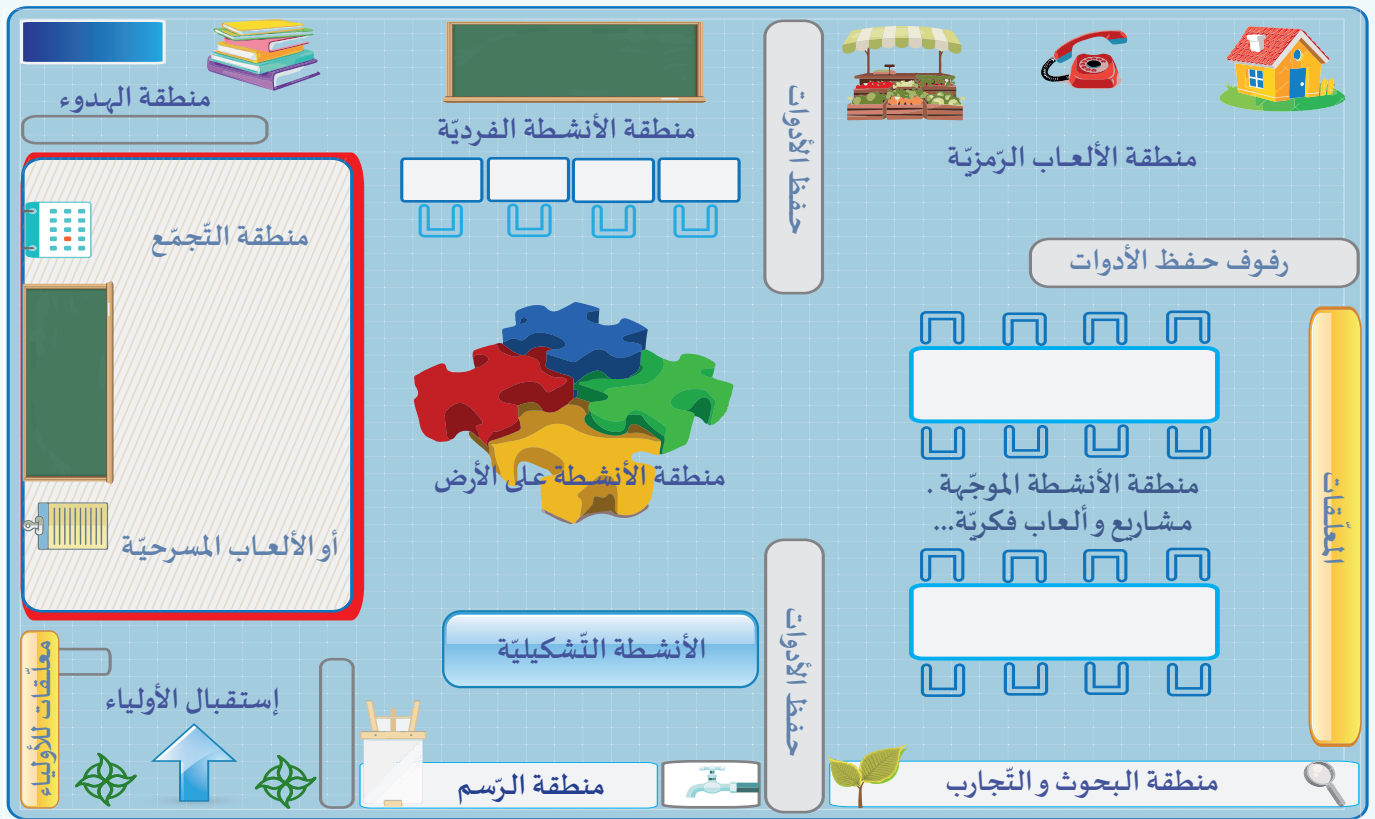 منطقة الألعاب الرّمزيّة
رفوف حفظ الأدوات
حفظ الأدوات
منطقة الأنشطة الفرديّة
منطقة الهدوء
منطقة التّجمّع
أو الألعاب المسرحيّة
منطقة الأنشطة على الأرض
منطقة الأنشطة الموجّهة .
مشاريع و ألعاب فكريّة...
المعلّقات
حفظ الأدوات
الأنشطة التّشكيليّة
إستقبال الأولياء
معلّقات للأولياء
منطقة البحوث و التّجارب
منطقة الرّسم